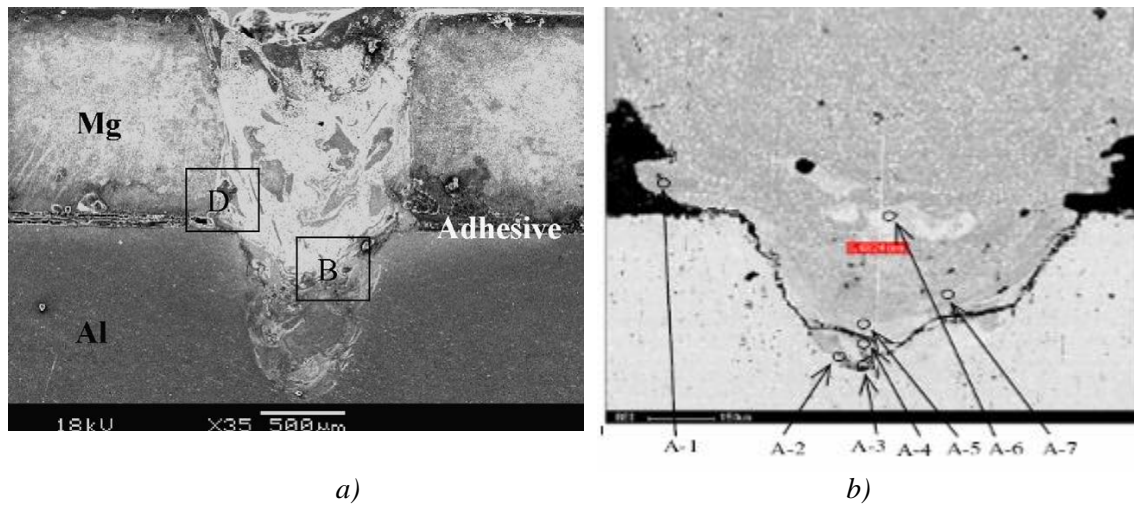 Mg
D
Adhesive
B
Al
18kU X35 500μm
A-1 A-2 A-3 A-4 A-5 A-6 A-7
a) b)